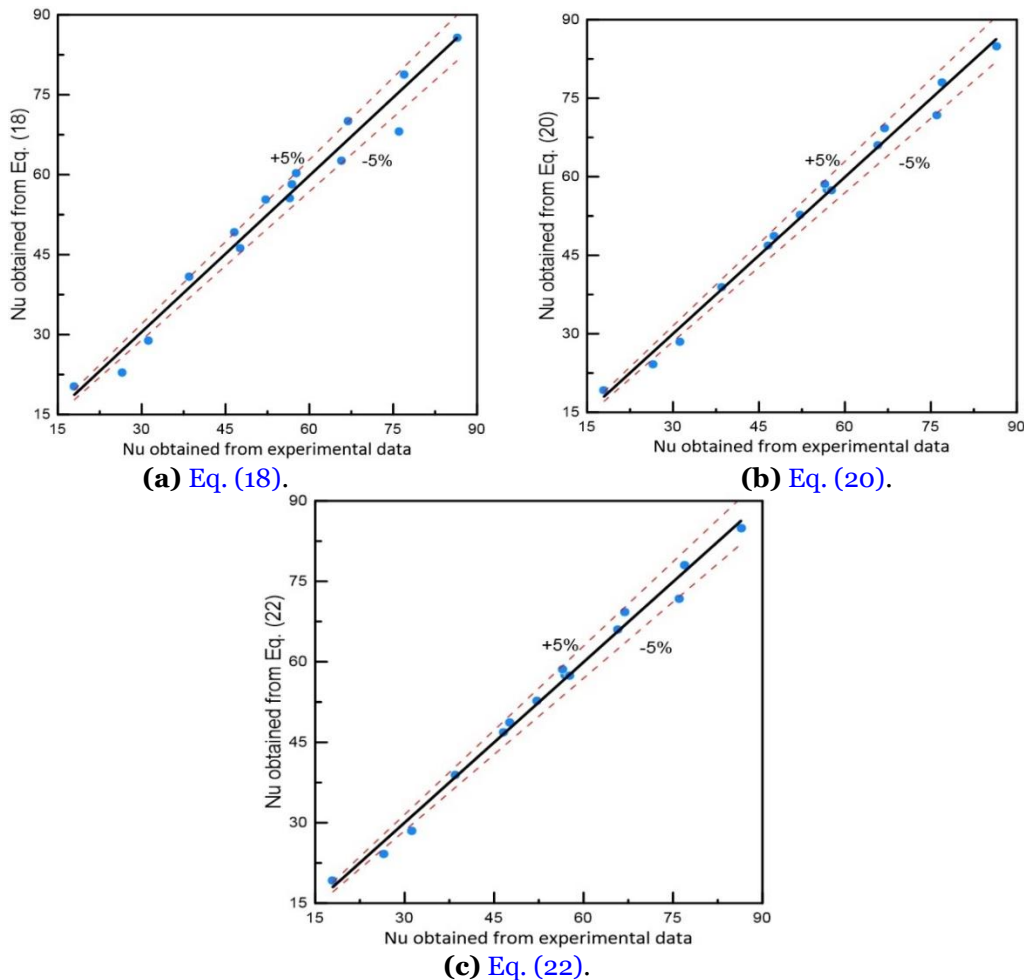 90
75
60
45
30
15
Nu obtained from Eq. (18)
+5%
-5%
15 30 45 60 75 90
Nu obtained from experimental data
(a) Eq. (18).
90
75
60
45
30
15
Nu obtained from Eq. (20)
+5%
-5%
15 30 45 60 75 90
Nu obtained from experimental data
(b) Eq. (20).
90
75
60
45
30
15
Nu obtained from Eq. (22)
+5%
-5%
15 30 45 60 75 90
Nu obtained from experimental data
(c) Eq. (22).